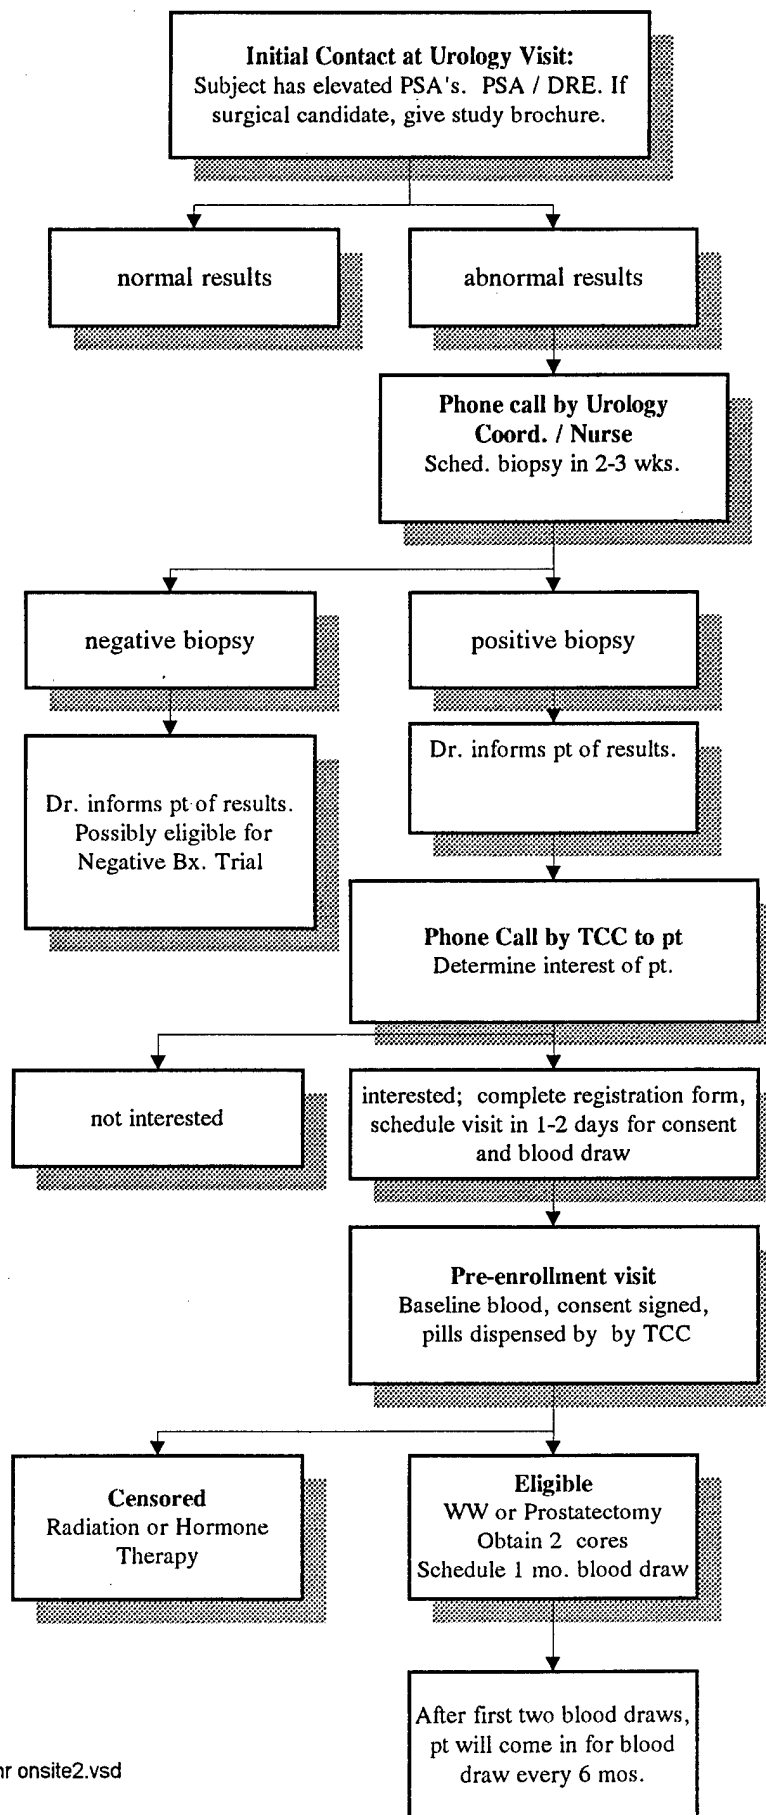 Initial Contact at Urology Visit:
Subject has elevated PSA's. PSA / DRE. If
surgical candidate, give study brochure.
normal results
abnormal results
Phone call by Urology
Coord. / Nurse
Sched. biopsy in 2-3 wks.
negative biopsy
positive biopsy
Dr. informs pt of results.
Possibly eligible for
Negative Bx. Trial
Dr. informs pt of results.
Phone Call by TCC to pt
Determine interest of pt.
not interested
interested; complete registration form,
schedule visit in 1-2 days for consent
and blood draw
Pre-enrollment visit
Baseline blood, consent signed,
pills dispensed by by TCC
Censored
Radiation or Hormone
Therapy
Eligible
WW or Prostatectomy
Obtain 2 cores
Schedule 1 mo. blood draw
After first two blood draws,
pt will come in for blood
draw every 6 mos.
onsite2.vsd